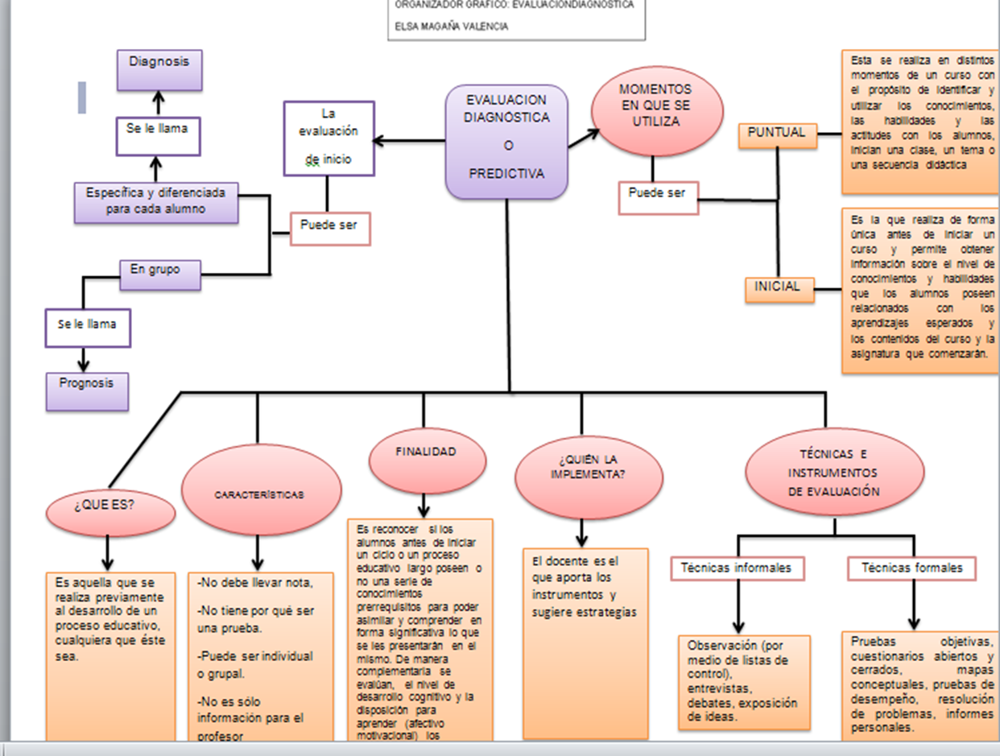 ORGANIZADOR GRAFICO: EVALUACIONDIAGNOSTICA
ELSA MAGAÑA VALENCIA
Diagnosis
Se le llama
Específica y diferenciada
para cada alumno
En grupo
Se le llama
Prognosis
La
evaluación
de inicio
Puede ser
EVALUACION
DIAGNÓSTICA
O
PREDICTIVA
MOMENTOS
EN QUE SE
UTILIZA
Puede ser
PUNTUAL
Esta se realiza en distintos
momentos de un curso con
el propósito de identificar y
utilizar los conocimientos,
las habilidades y las
actitudes con los alumnos,
inician una clase, un tema o
una secuencia didáctica
INICIAL
Es la que realiza de forma
única antes de iniciar un
curso y permite obtener
información sobre el nivel de
conocimientos y habilidades
que los alumnos poseen
relacionados con los
aprendizajes esperados y
los contenidos del curso y la
asignatura que comenzarán.
¿QUE ES?
Es aquella que se
realiza previamente
al desarrollo de un
proceso educativo,
cualquiera que éste
sea.
CARACTERÍSTICAS
-No debe llevar nota,
-No tiene por qué ser
una prueba.
-Puede ser individual
o grupal.
-No es sólo
información para el
profesor
FINALIDAD
Es reconocer si los
alumnos antes de iniciar
un ciclo o un proceso
educativo largo poseen o
no una serie de
conocimientos
prerrequisitos para poder
asimilar y comprender en
forma significativa lo que
se les presentarán en el
mismo. De manera
complementaria se
evalúan, el nivel de
desarrollo cognitivo y la
disposición para
aprender (afectivo
motivacional) los
¿QUIÉN LA
IMPLEMENTA?
El docente es el
que aporta los
instrumentos y
sugiere estrategias
TÉCNICAS E
INSTRUMENTOS
DE EVALUACIÓN
Técnicas informales
Observación (por
medio de listas de
control),
entrevistas,
debates, exposición
de ideas.
Técnicas formales
Pruebas objetivas,
cuestionarios abiertos y
cerrados, mapas
conceptuales, pruebas de
desempeño, resolución
de problemas, informes
personales.